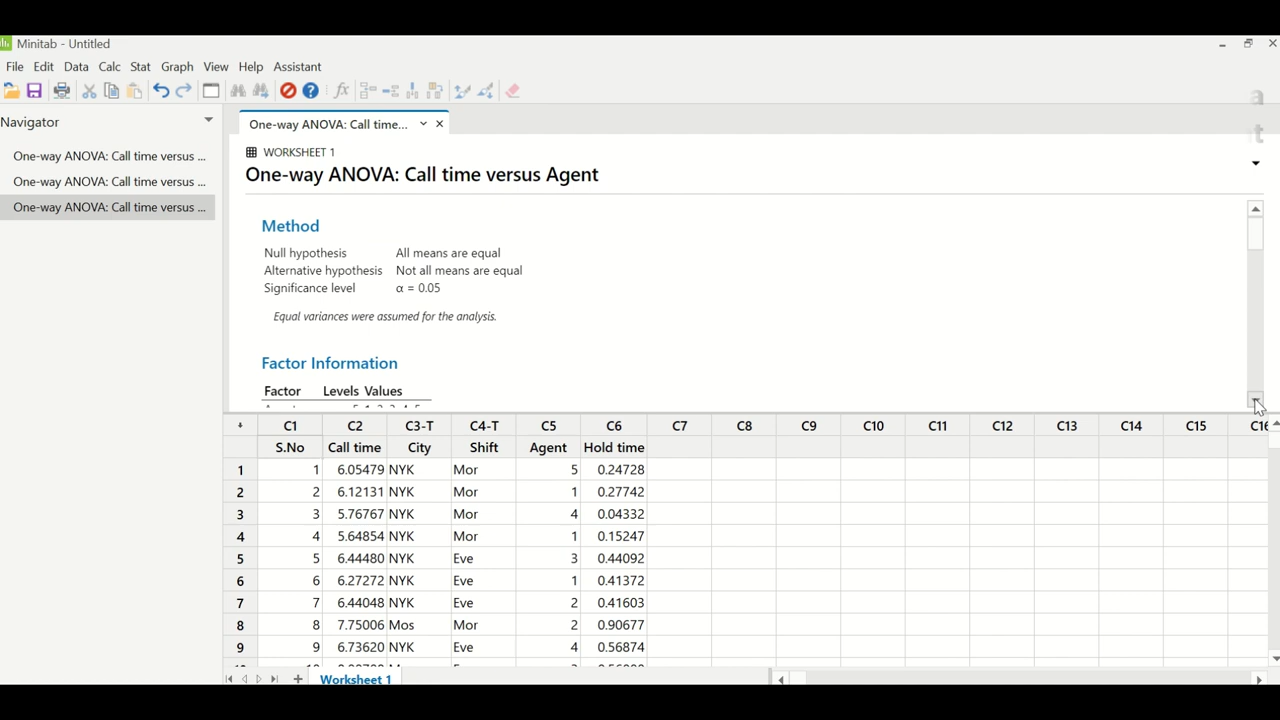 Minitab - Untitled
File Edit Data Calc Stat Graph View Help Assistant
Navigator
One-way ANOVA: Call time versus ...
One-way ANOVA: Call time versus ...
One-way ANOVA: Call time versus ...
One-way ANOVA: Call time...
WORKSHEET 1
One-way ANOVA: Call time versus Agent
Method
Null hypothesis All means are equal
Alternative hypothesis Not all means are equal
Significance level α = 0.05
Equal variances were assumed for the analysis.
Factor Information
Factor Levels Values
C1 C2 C3-T C4-T C5 C6 C7 C8 C9 C10 C11 C12 C13 C14 C15 C16
S.No Call time City Shift Agent Hold time
1 1 6.05479 NYK Mor 5 0.24728
2 2 6.12131 NYK Mor 1 0.27742
3 3 5.76767 NYK Mor 4 0.04332
4 4 5.64854 NYK Mor 1 0.15247
5 5 6.44480 NYK Eve 3 0.44092
6 6 6.27272 NYK Eve 1 0.41372
7 7 6.44048 NYK Eve 2 0.41603
8 8 7.75006 Mos Mor 2 0.90677
9 9 6.73620 NYK Eve 4 0.56874
Worksheet 1